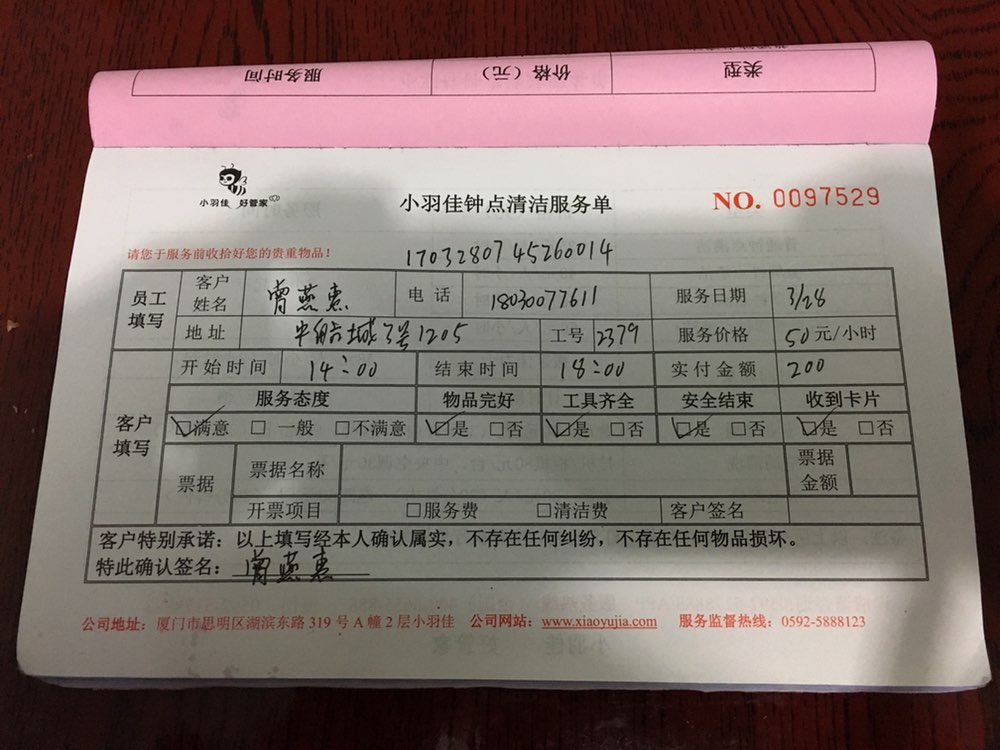 类型 价格（元） 服务时间
小羽佳 好管家
小羽佳钟点清洁服务单
NO. 0097529
请您于服务前收拾好您的贵重物品！
17032807 45260014
员工填写 客户姓名 曾燕惠 电话 18030077611 服务日期 3/28
地址 中船城3号1205 工号 2379 服务价格 50元/小时
客户填写 开始时间 14:00 结束时间 18:00 实付金额 200
服务态度 物品完好 工具齐全 安全结束 收到卡片
☑满意 □一般 □不满意 ☑是 □否 ☑是 □否 ☑是 □否 ☑是 □否
票据 票据名称 票据金额
开票项目 □服务费 □清洁费 客户签名
客户特别承诺：以上填写经本人确认属实，不存在任何纠纷，不存在任何物品损坏。
特此确认签名：曾燕惠
公司地址：厦门市思明区湖滨东路 319 号 A 幢 2 层小羽佳 公司网站：www.xiaoyujia.com 服务监督热线：0592-5888123